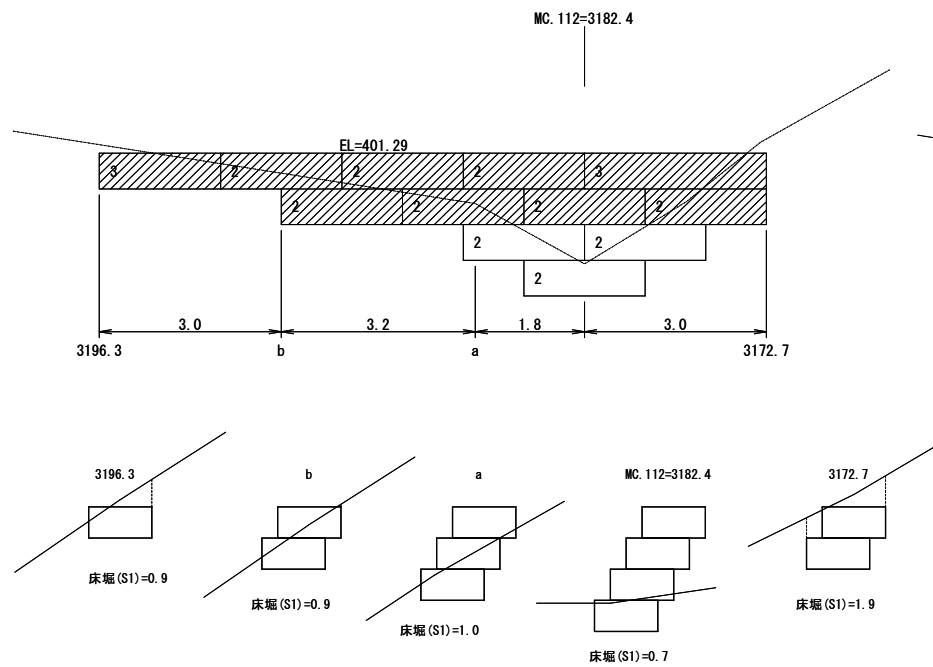 MC.112=3182.4
EL=401.29
3 2 2 2 3
2 2 2 2
2 2
2
3.0 3.2 1.8 3.0
3196.3 b a 3172.7
3196.3 b a MC.112=3182.4 3172.7
床堀(S1)=0.9
床堀(S1)=0.9
床堀(S1)=1.0
床堀(S1)=0.7
床堀(S1)=1.9